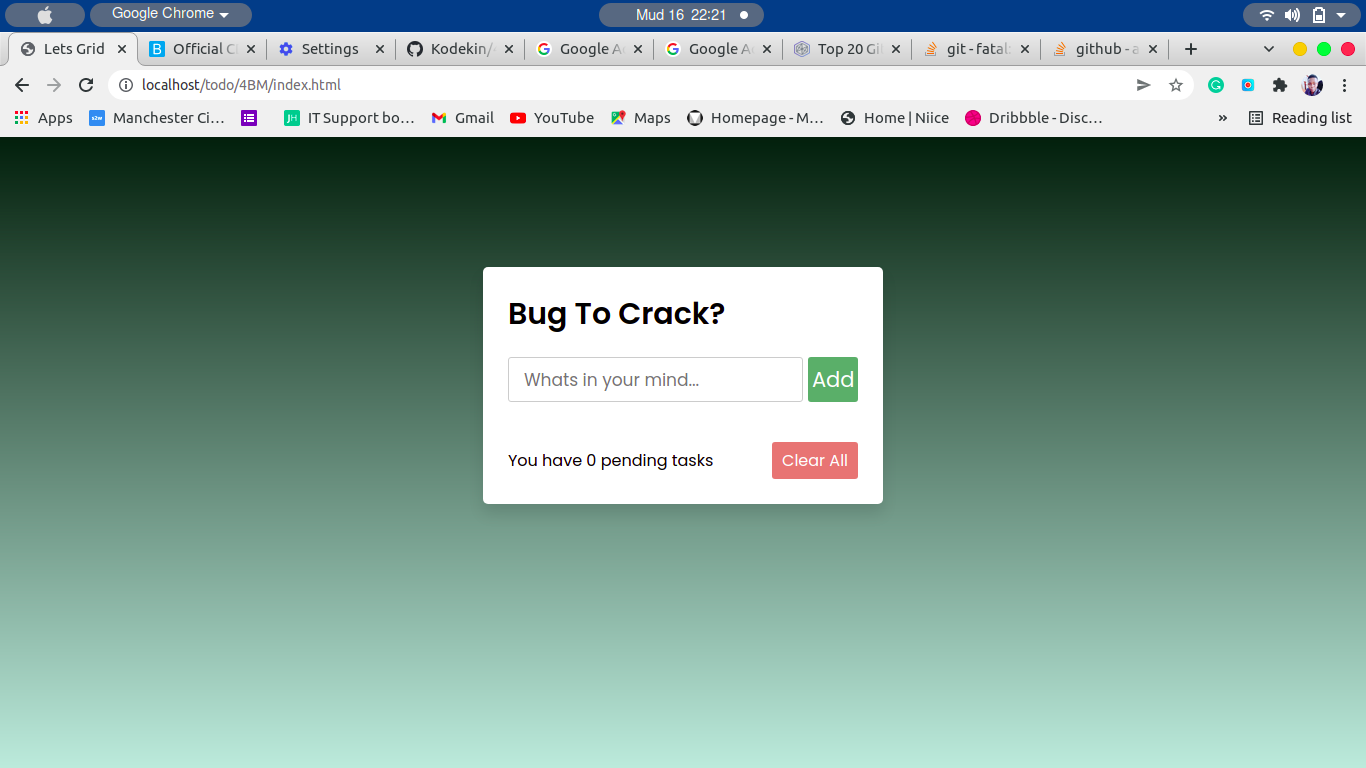 Google Chrome
Mud 16 22:21
Lets Grid
Official C
Settings
Kodekin/
Google A
Google A
Top 20 Gi
git - fatal:
github - a
localhost/todo/4BM/index.html
Apps
s2w
Manchester Ci...
JH
IT Support bo...
Gmail
YouTube
Maps
Homepage - M...
Home | Niice
Dribbble - Disc...
»
Reading list
Bug To Crack?
Whats in your mind...
Add
You have 0 pending tasks
Clear All